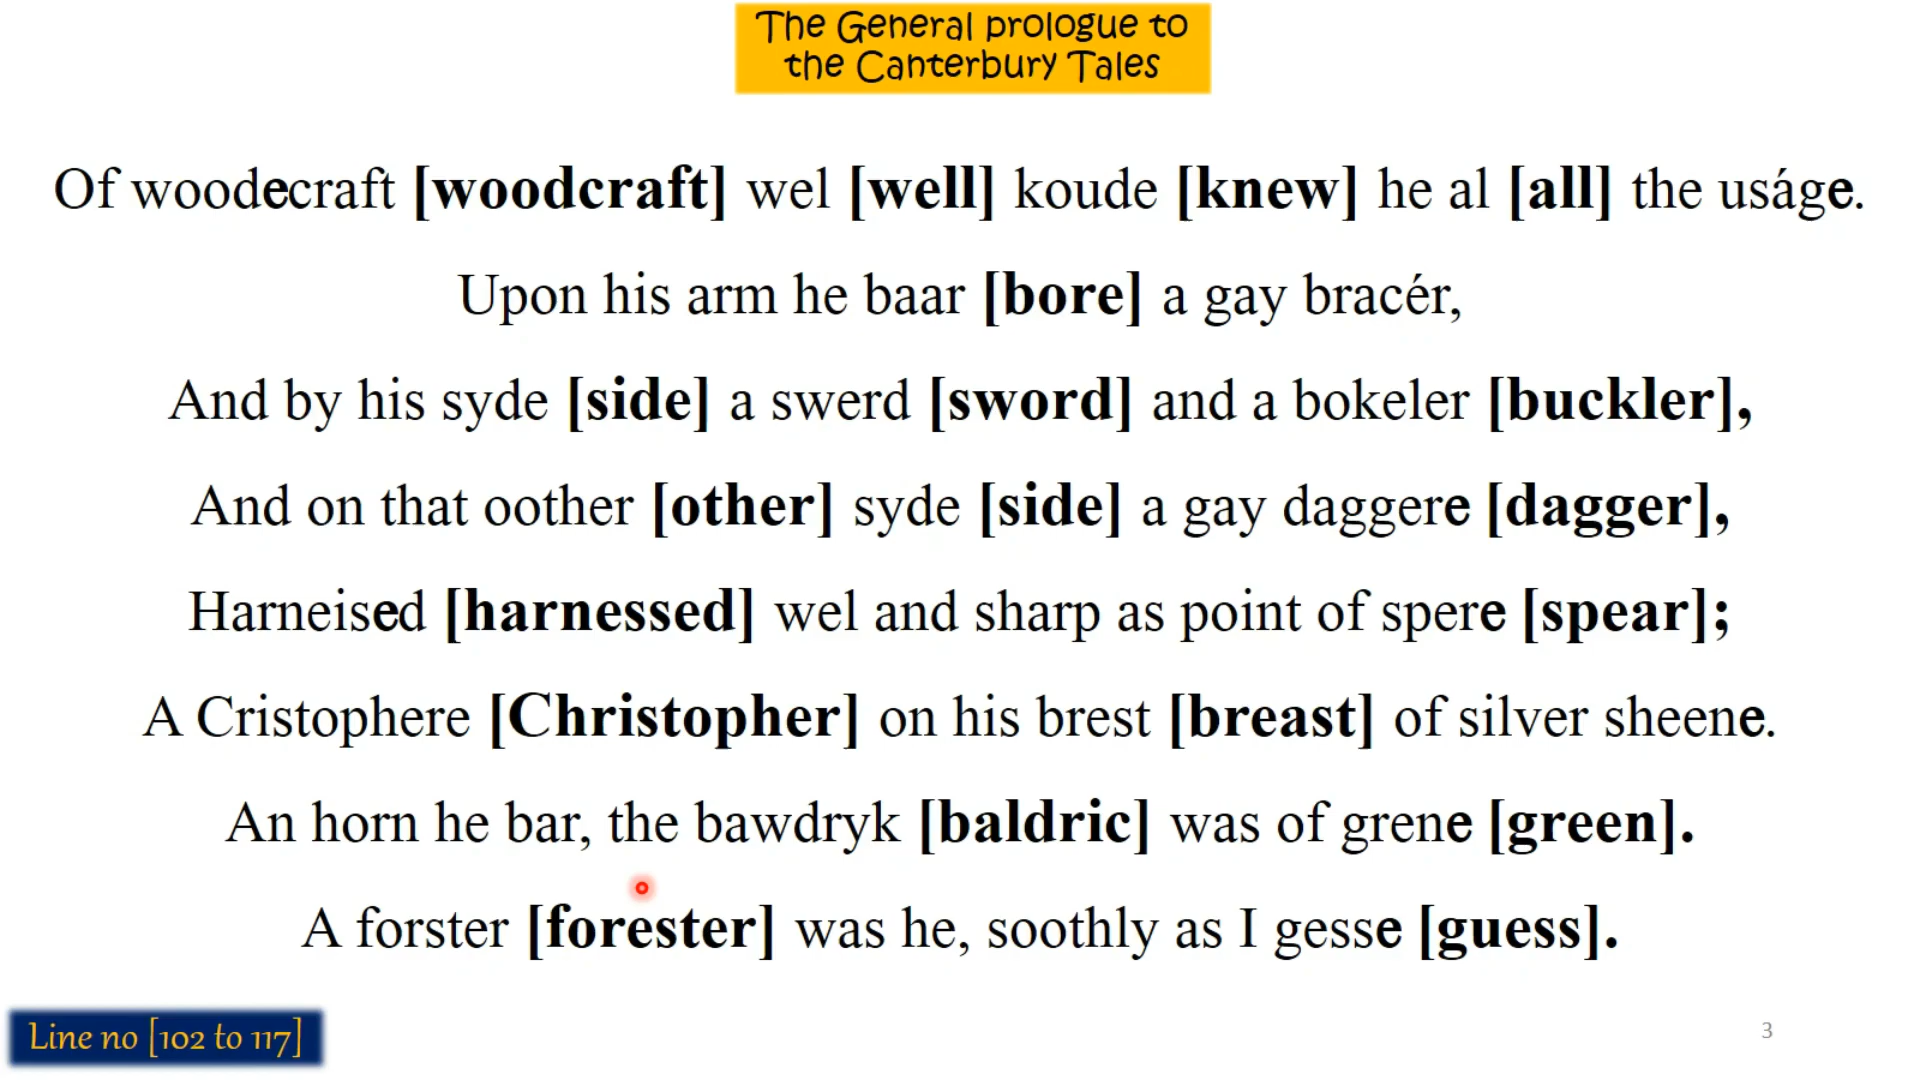 The General prologue to
the Canterbury Tales
Of woodecraft [woodcraft] wel [well] koude [knew] he al [all] the uságe.
Upon his arm he baar [bore] a gay bracér,
And by his syde [side] a swerd [sword] and a bokeler [buckler],
And on that oother [other] syde [side] a gay daggere [dagger],
Harneised [harnessed] wel and sharp as point of spere [spear];
A Cristophere [Christopher] on his brest [breast] of silver sheene.
An horn he bar, the bawdryk [baldric] was of grene [green].
A forster [forester] was he, soothly as I gesse [guess].
Line no [102 to 117]
3